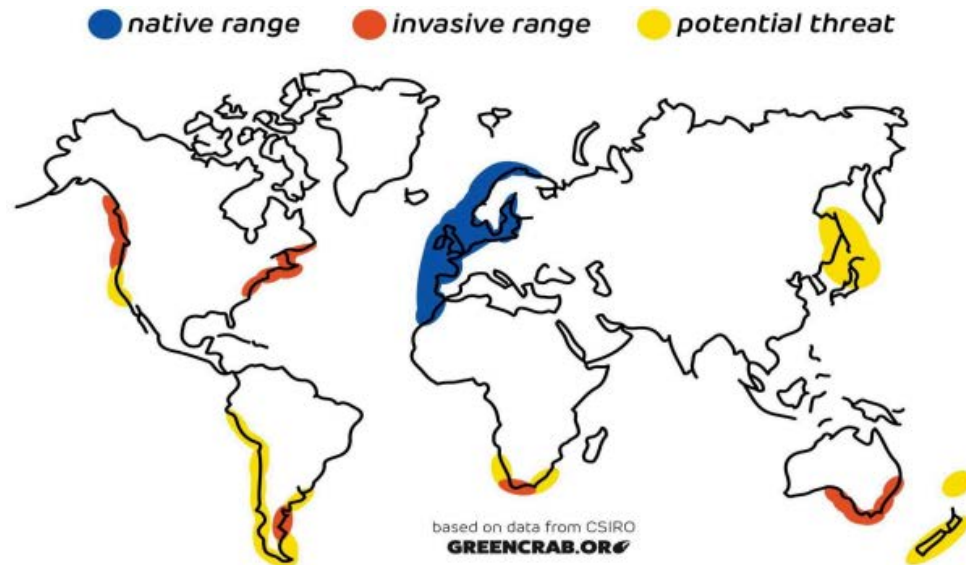 native range invasive range potential threat
based on data from CSIRO
GREENCRAB.ORG